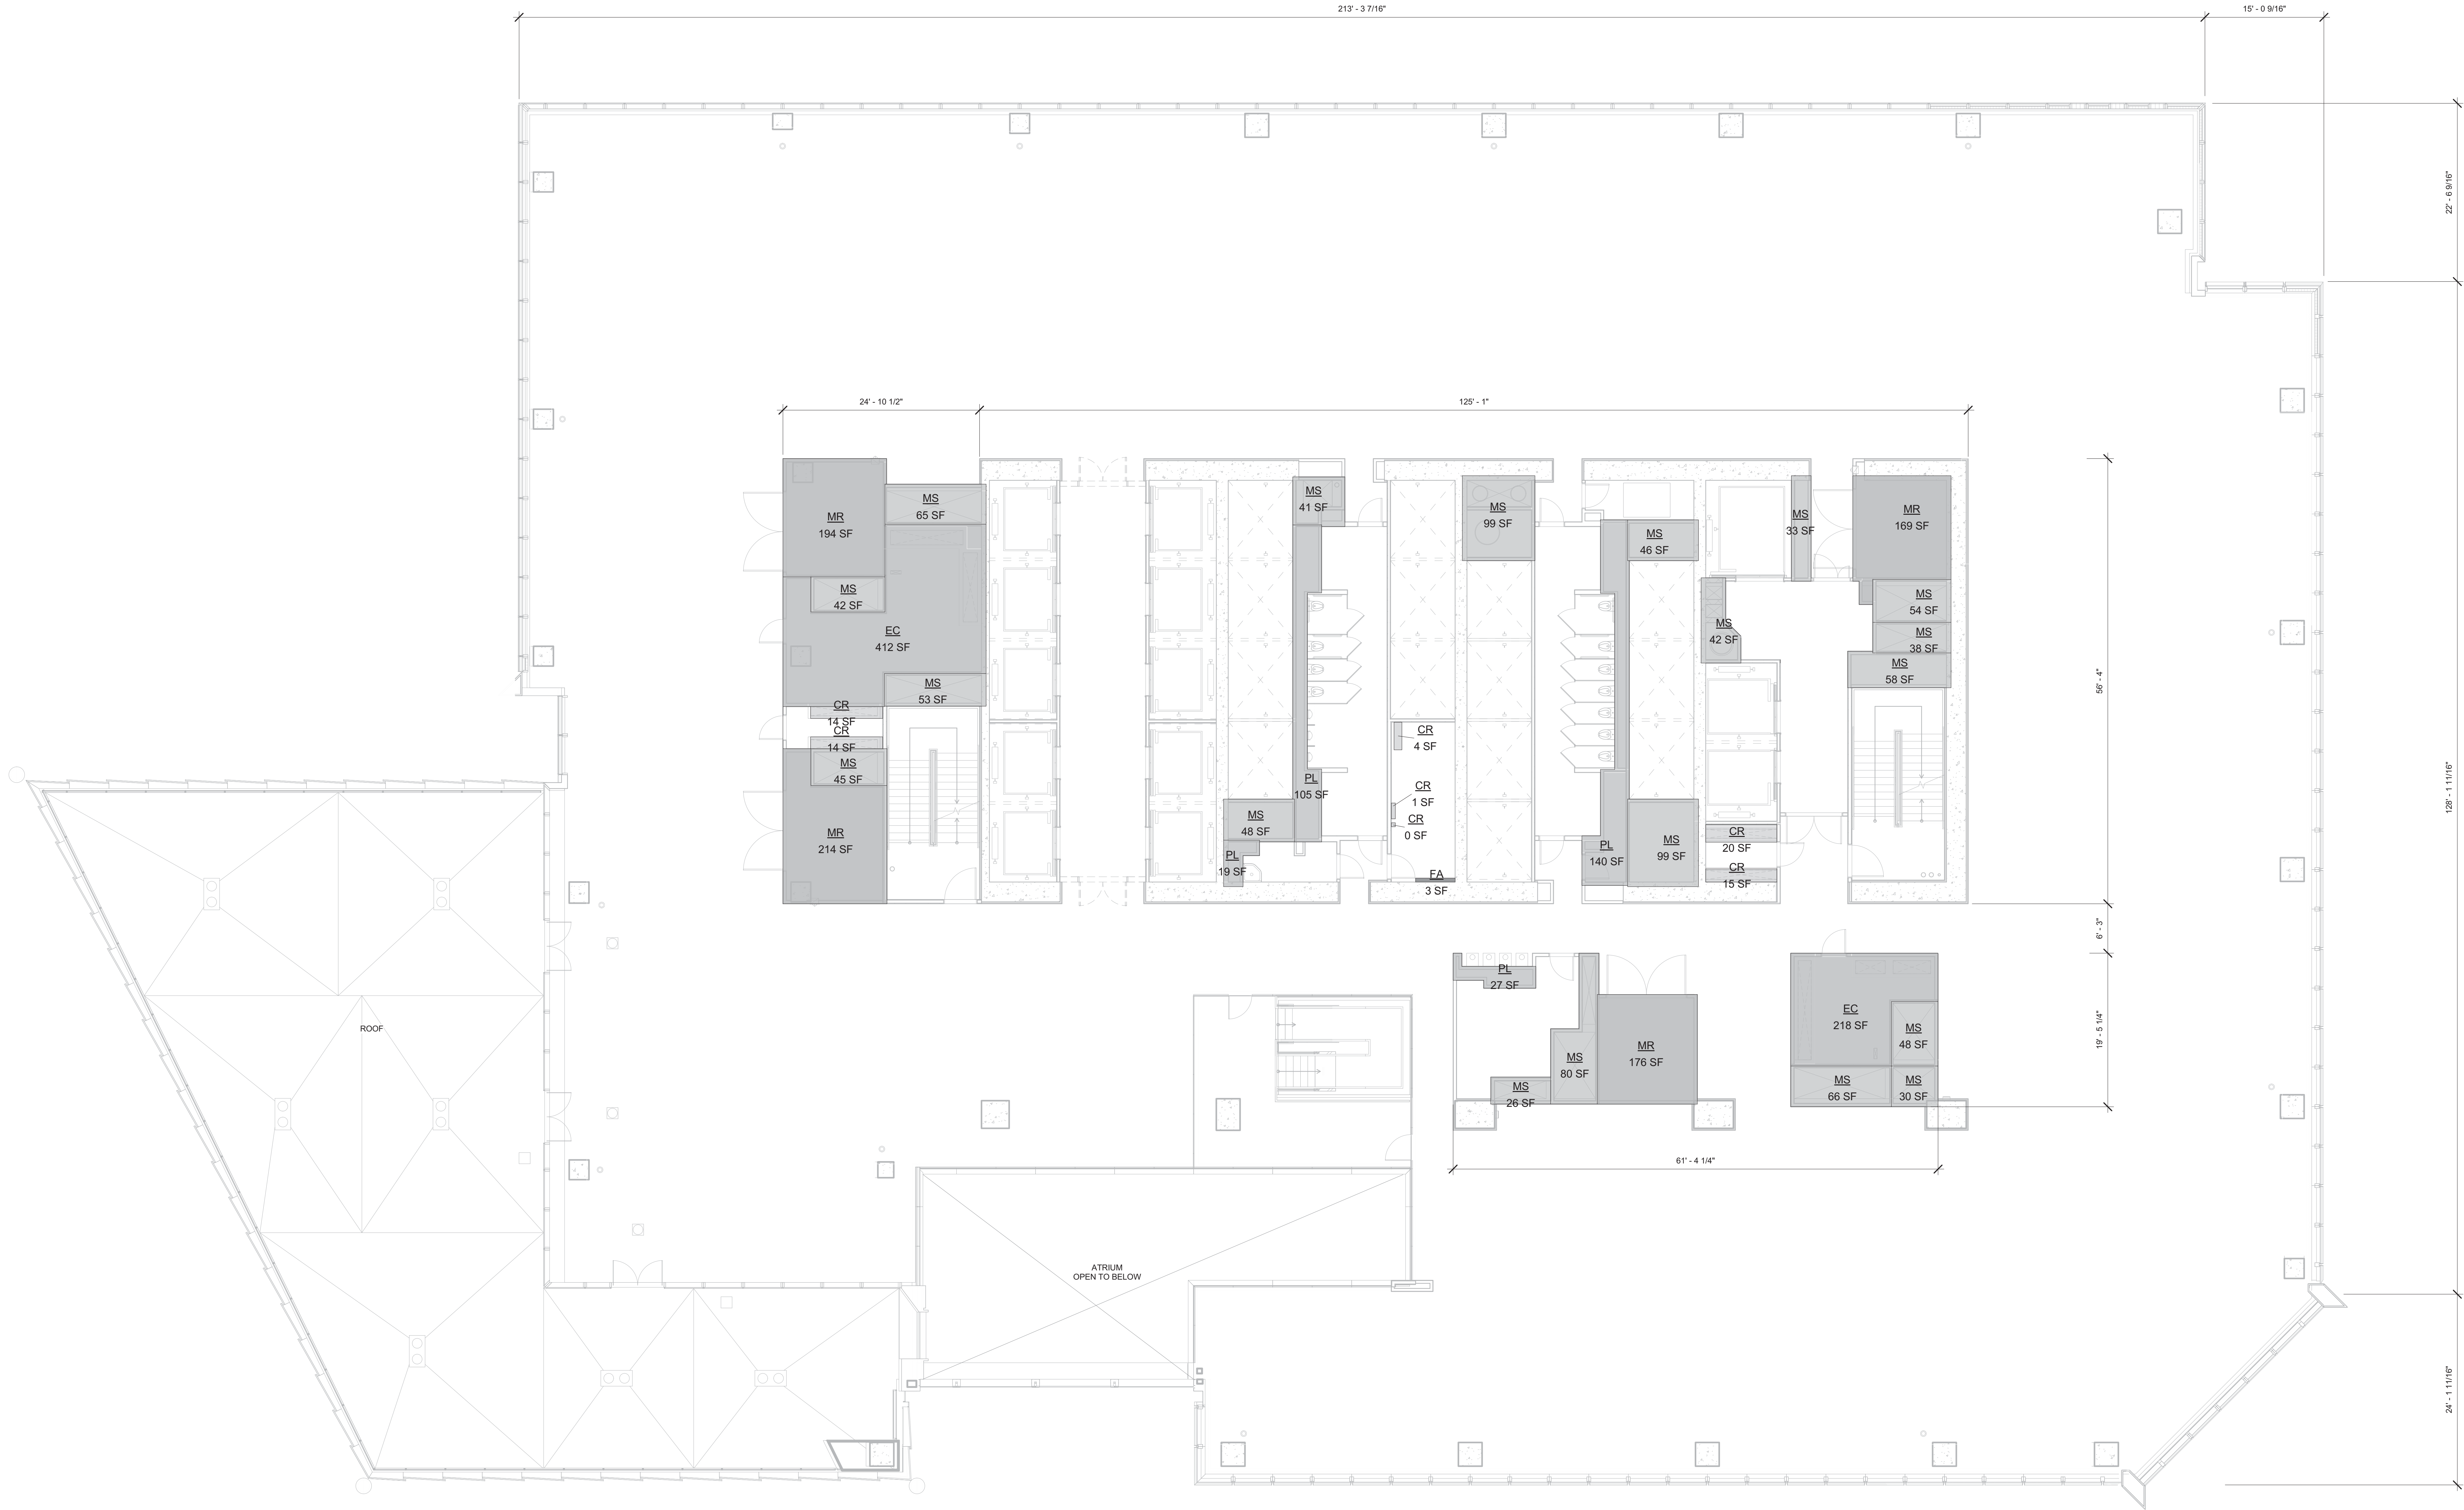 213' - 3 7/16"
15' - 0 9/16"
22' - 6 9/16"
24' - 10 1/2"
125' - 1"
MR
194 SF
MS
65 SF
MS
42 SF
EC
412 SF
MS
53 SF
CR
14 SF
CR
14 SF
MS
45 SF
MR
214 SF
MS
41 SF
PL
105 SF
MS
48 SF
PL
19 SF
MS
99 SF
CR
4 SF
CR
1 SF
CR
0 SF
FA
3 SF
MS
46 SF
PL
140 SF
MS
99 SF
MS
33 SF
MS
42 SF
CR
20 SF
CR
15 SF
MR
169 SF
MS
54 SF
MS
38 SF
MS
58 SF
56' - 4"
128' - 1 11/16"
6' - 3"
PL
27 SF
MS
80 SF
MS
26 SF
MR
176 SF
EC
218 SF
MS
48 SF
MS
66 SF
MS
30 SF
19' - 5 1/4"
61' - 4 1/4"
ROOF
ATRIUM
OPEN TO BELOW
24' - 1 11/16"